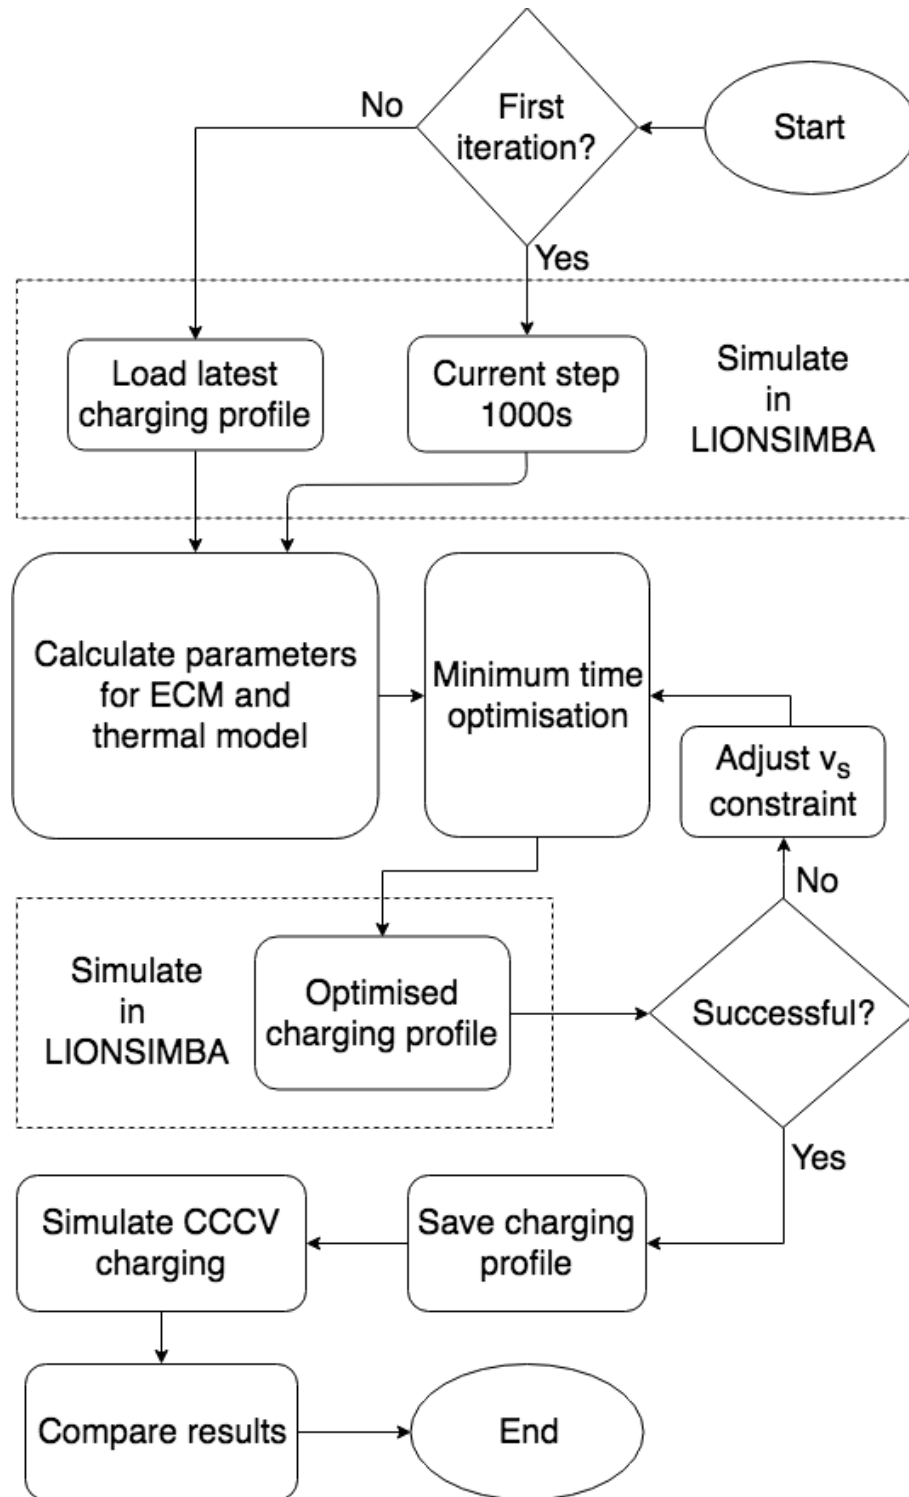 First
iteration?
Start
No
Yes
Load latest
charging profile
Current step
1000s
Simulate
in
LIONSIMBA
Calculate parameters
for ECM and
thermal model
Minimum time
optimisation
Adjust vs
constraint
No
Simulate
in
LIONSIMBA
Optimised
charging profile
Successful?
Yes
Simulate CCCV
charging
Save charging
profile
Compare results
End